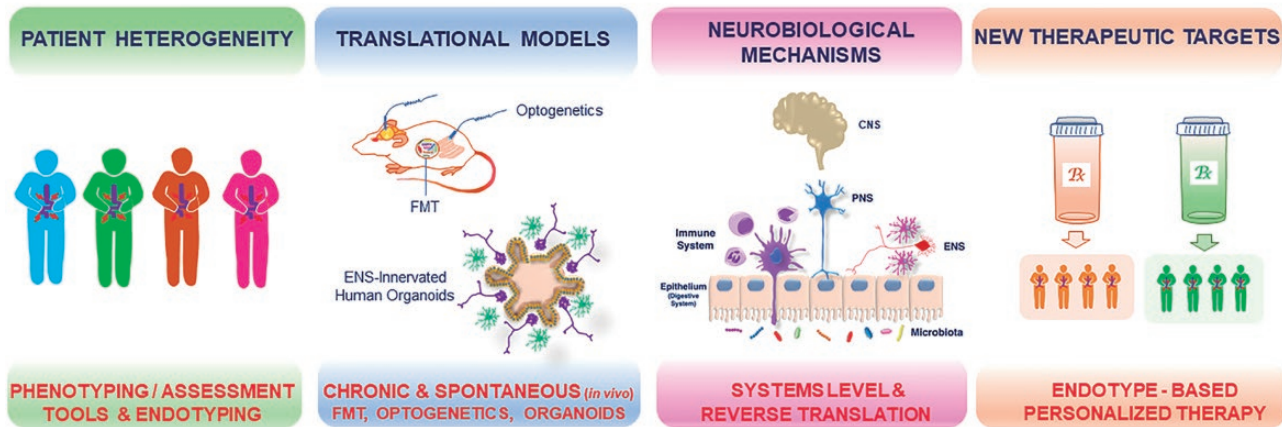 PATIENT HETEROGENEITY
TRANSLATIONAL MODELS
NEUROBIOLOGICAL
MECHANISMS
NEW THERAPEUTIC TARGETS
Optogenetics
FMT
ENS-Innervated
Human Organoids
CNS
PNS
Immune
System
ENS
Epithelium
(Digestive
System)
Microbiota
Rx
Rx
PHENOTYPING / ASSESSMENT
TOOLS & ENDOTYPING
CHRONIC & SPONTANEOUS (in vivo)
FMT, OPTOGENETICS, ORGANOIDS
SYSTEMS LEVEL &
REVERSE TRANSLATION
ENDOTYPE - BASED
PERSONALIZED THERAPY